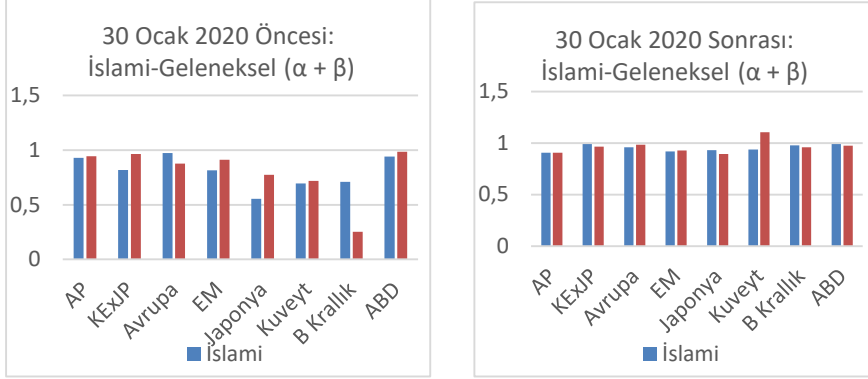 30 Ocak 2020 Öncesi:
İslami-Geleneksel (α + β)
1,5
1
0,5
0
AP
KExJP
Avrupa
EM
Japonya
Kuveyt
B Krallık
ABD
İslami
30 Ocak 2020 Sonrası:
İslami-Geleneksel (α + β)
1,5
1
0,5
0
AP
KExJP
Avrupa
EM
Japonya
Kuveyt
B Krallık
ABD
İslami